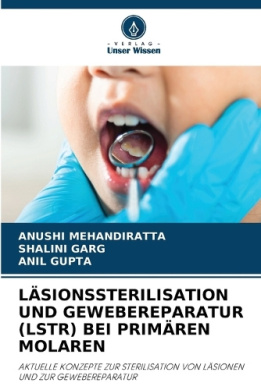 VERLAG
Unser Wissen
ANUSHI MEHANDIRATTA
SHALINI GARG
ANIL GUPTA
LÄSIONSSTERILISATION
UND GEWEBEREPARATUR
(LSTR) BEI PRIMÄREN
MOLAREN
AKTUELLE KONZEPTE ZUR STERILISATION VON LÄSIONEN
UND ZUR GEWEBEREPARATUR